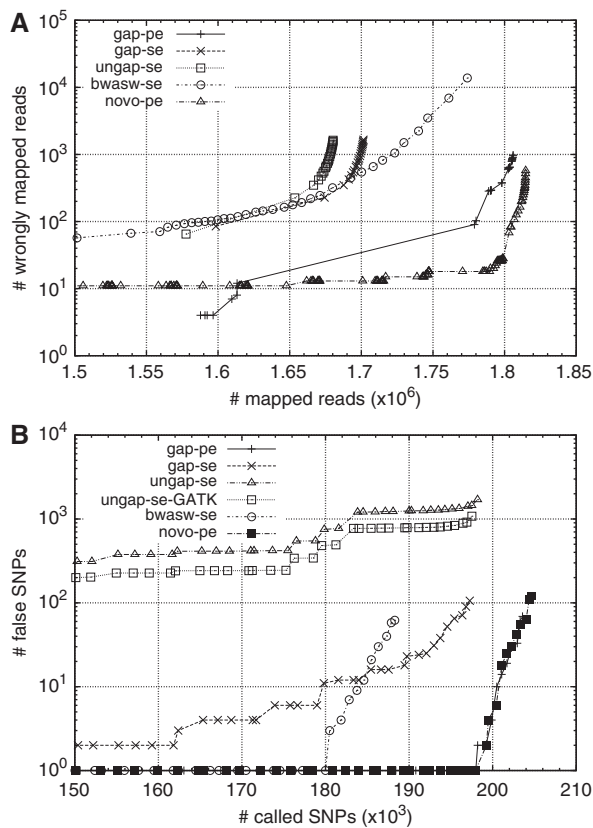 A
10^5
10^4
10^3
10^2
10^1
10^0
# wrongly mapped reads
gap-pe
gap-se
ungap-se
bwasw-se
novo-pe
1.5 1.55 1.6 1.65 1.7 1.75 1.8 1.85
# mapped reads (x10^6)
B
10^4
10^3
10^2
10^1
10^0
# false SNPs
gap-pe
gap-se
ungap-se
ungap-se-GATK
bwasw-se
novo-pe
150 160 170 180 190 200 210
# called SNPs (x10^3)